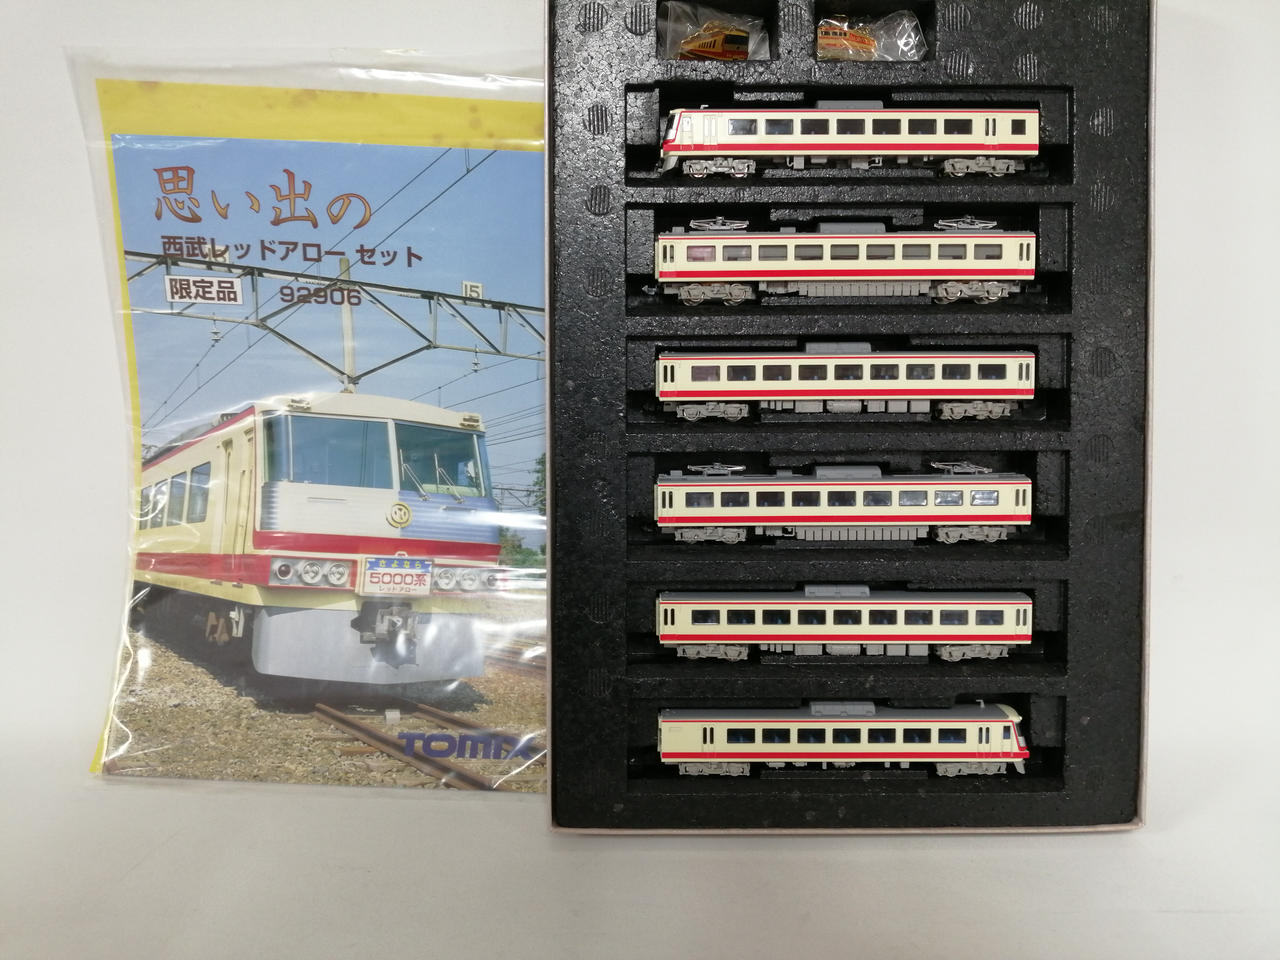 思い出の
西武レッドアロー セット
限定品
92906
15
さよなら
5000系
レッドアロー
TOMIX